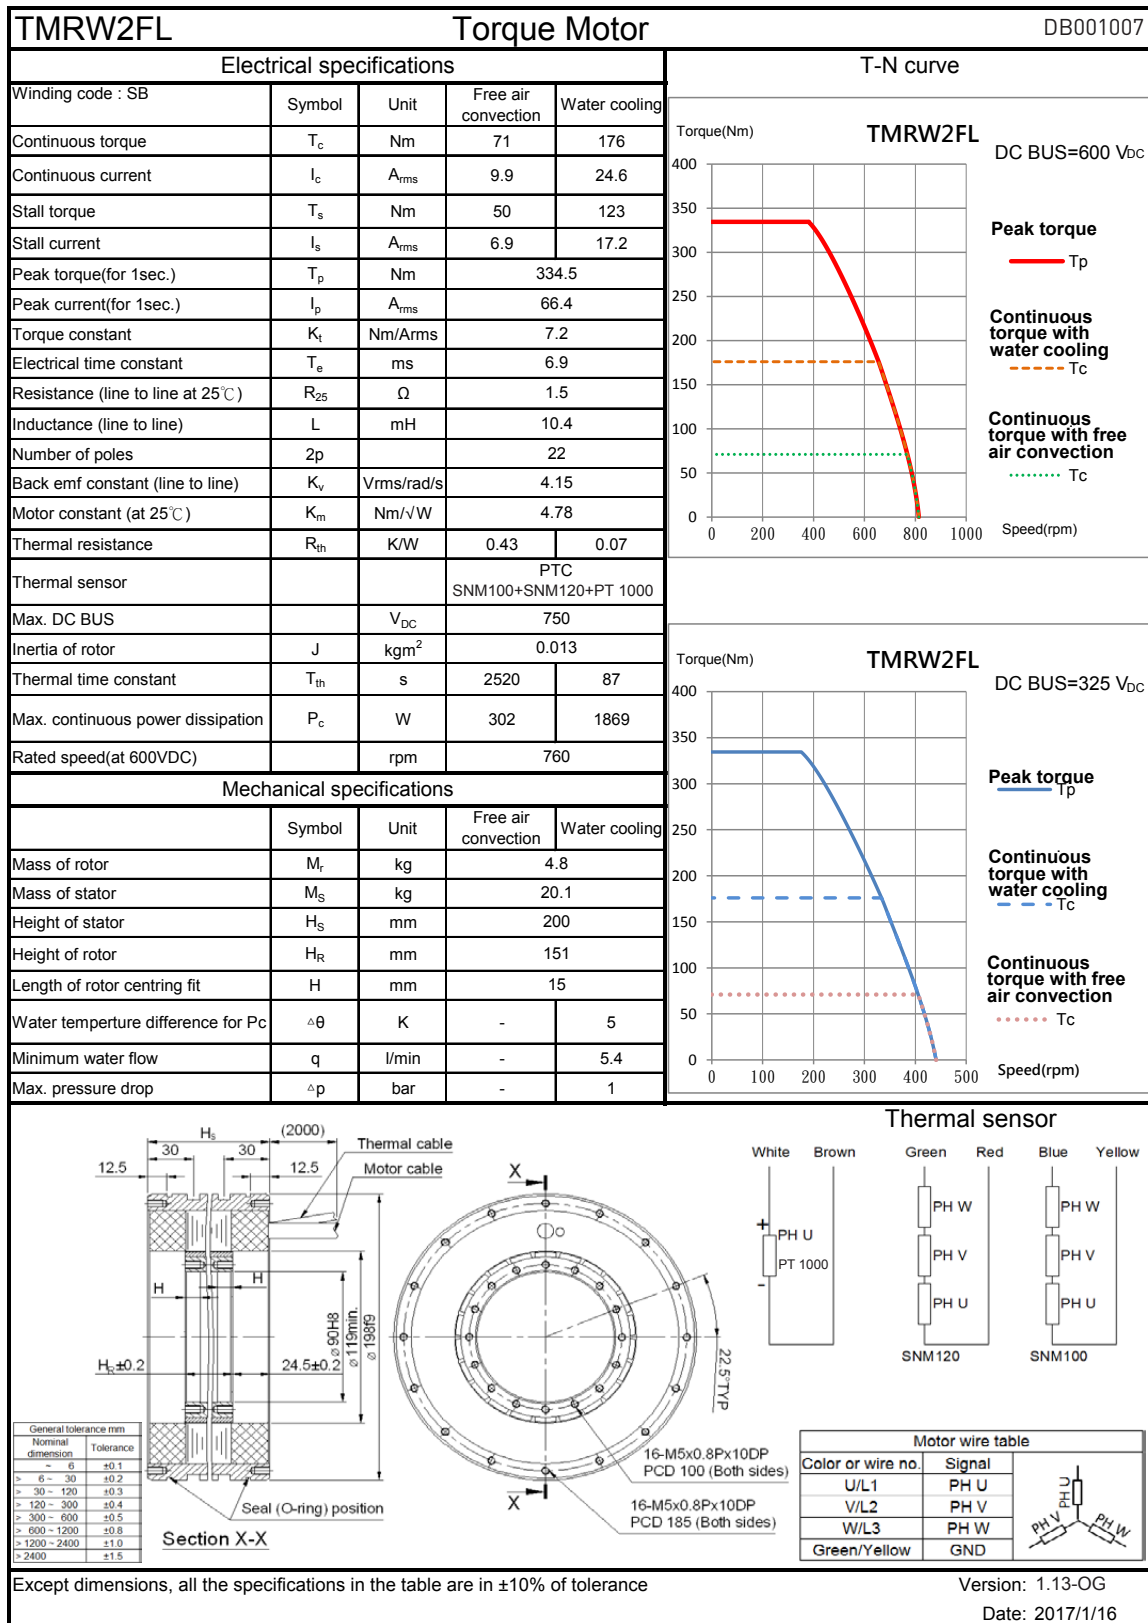 TMRW2FL Torque Motor DB001007
Electrical specifications
Winding code : SB Symbol Unit Free air convection Water cooling
Continuous torque Tc Nm 71 176
Continuous current Ic Arms 9.9 24.6
Stall torque Ts Nm 50 123
Stall current Is Arms 6.9 17.2
Peak torque(for 1sec.) Tp Nm 334.5
Peak current(for 1sec.) Ip Arms 66.4
Torque constant Kt Nm/Arms 7.2
Electrical time constant Te ms 6.9
Resistance (line to line at 25℃) R25 Ω 1.5
Inductance (line to line) L mH 10.4
Number of poles 2p 22
Back emf constant (line to line) Kv Vrms/rad/s 4.15
Motor constant (at 25℃) Km Nm/√W 4.78
Thermal resistance Rth K/W 0.43 0.07
Thermal sensor PTC SNM100+SNM120+PT 1000
Max. DC BUS VDC 750
Inertia of rotor J kgm² 0.013
Thermal time constant Tth s 2520 87
Max. continuous power dissipation Pc W 302 1869
Rated speed(at 600VDC) rpm 760
Mechanical specifications
Symbol Unit Free air convection Water cooling
Mass of rotor Mr kg 4.8
Mass of stator MS kg 20.1
Height of stator HS mm 200
Height of rotor HR mm 151
Length of rotor centring fit H mm 15
Water temperture difference for Pc △θ K - 5
Minimum water flow q l/min - 5.4
Max. pressure drop △p bar - 1
T-N curve
Torque(Nm) TMRW2FL
DC BUS=600 VDC
400
350
300
250
200
150
100
50
0
0 200 400 600 800 1000 Speed(rpm)
Peak torque
Tp
Continuous
torque with
water cooling
Tc
Continuous
torque with free
air convection
Tc
Torque(Nm) TMRW2FL
DC BUS=325 VDC
400
350
300
250
200
150
100
50
0
0 100 200 300 400 500 Speed(rpm)
Peak torque
Tp
Continuous
torque with
water cooling
Tc
Continuous
torque with free
air convection
Tc
HS (2000)
30 30
12.5 12.5
Thermal cable
Motor cable
H H
⌀90H8
⌀119min.
⌀198f9
HR±0.2 24.5±0.2
Seal (O-ring) position
Section X-X
X
X
22.5°TYP
16-M5x0.8Px10DP
PCD 100 (Both sides)
16-M5x0.8Px10DP
PCD 185 (Both sides)
General tolerance mm
Nominal dimension Tolerance
~ 6 ±0.1
> 6 ~ 30 ±0.2
> 30 ~ 120 ±0.3
> 120 ~ 300 ±0.4
> 300 ~ 600 ±0.5
> 600 ~ 1200 ±0.8
> 1200 ~ 2400 ±1.0
> 2400 ±1.5
Thermal sensor
White Brown Green Red Blue Yellow
+
PH U
PT 1000
-
PH W
PH V
PH U
SNM120
PH W
PH V
PH U
SNM100
Motor wire table
Color or wire no. Signal
U/L1 PH U
V/L2 PH V
W/L3 PH W
Green/Yellow GND
PH U
PH V
PH W
Except dimensions, all the specifications in the table are in ±10% of tolerance
Version: 1.13-OG
Date: 2017/1/16